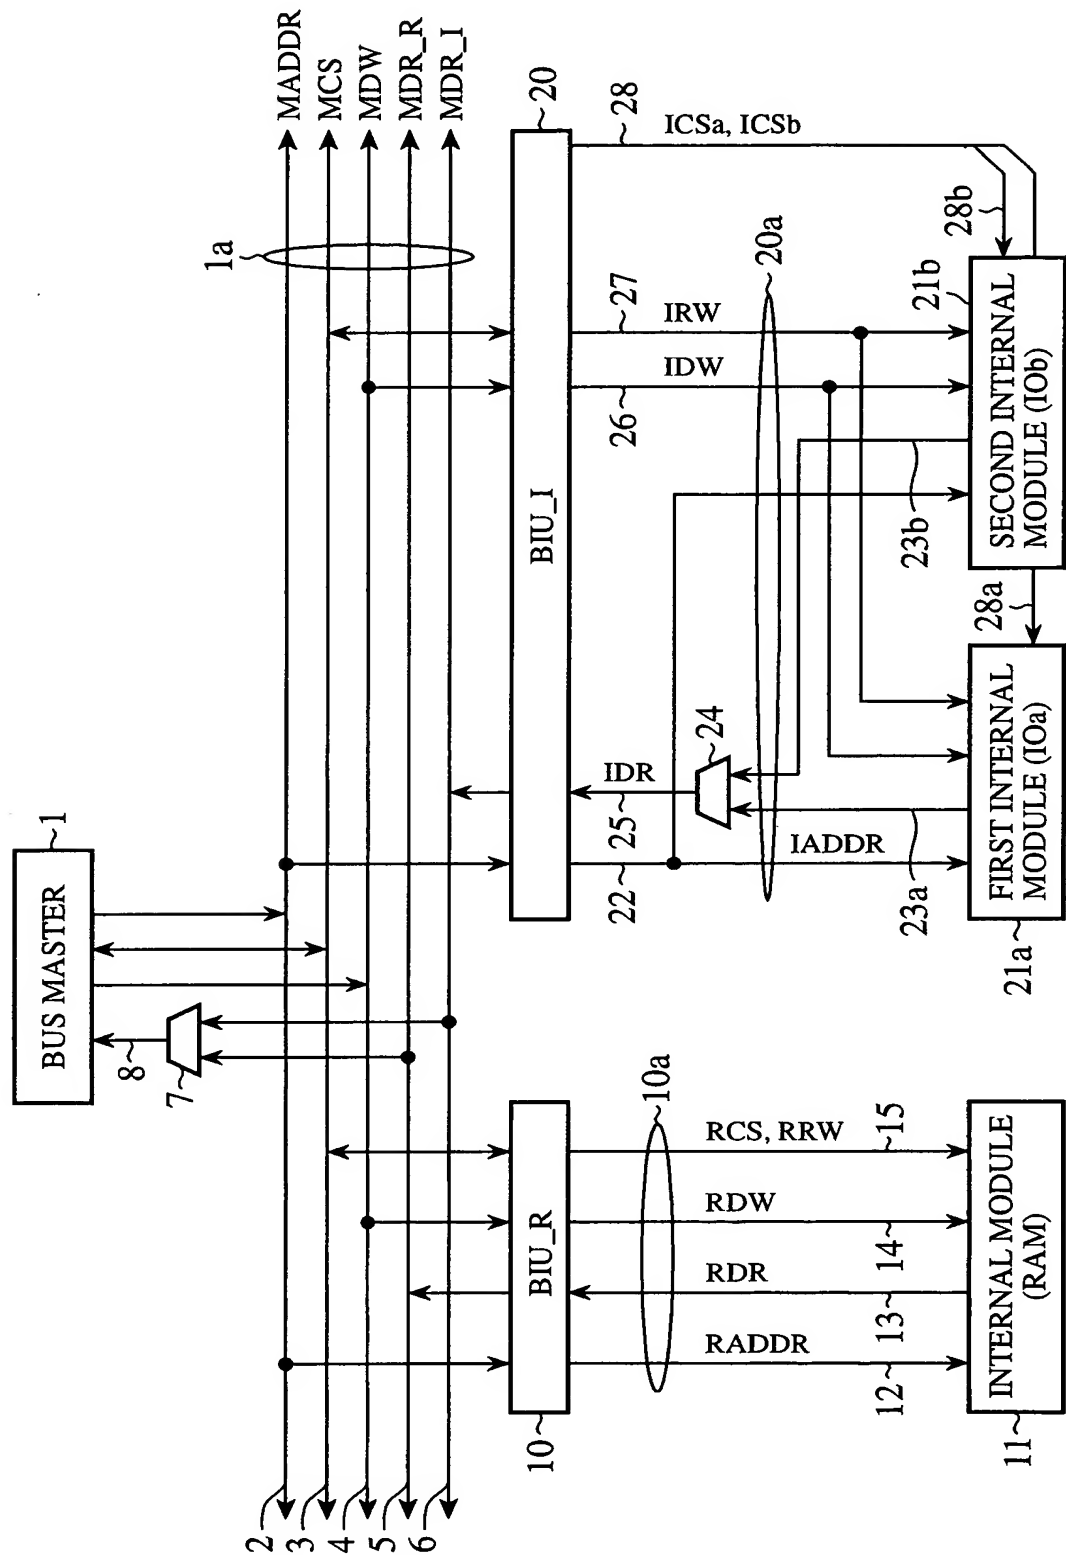 BUS MASTER
1
8
7
2
3
4
5
6
1a
MADDR
MCS
MDW
MDR_R
MDR_I
10
BIU_R
BIU_I
20
10a
RADDR
RDR
RDW
RCS, RRW
12
13
14
15
11
INTERNAL MODULE
(RAM)
22
25
IDR
24
IADDR
23a
26
IDW
27
IRW
20a
28
ICSa, ICSb
23b
28a
28b
21a
FIRST INTERNAL
MODULE (IOa)
21b
SECOND INTERNAL
MODULE (IOb)